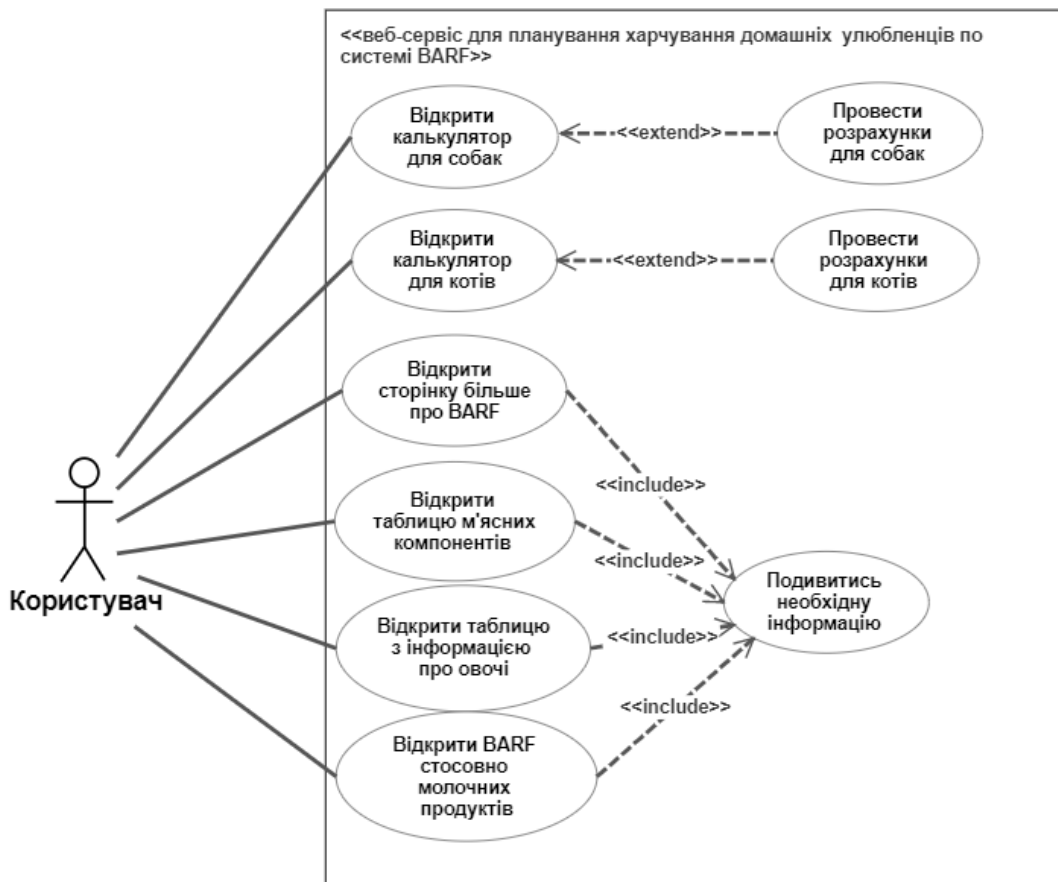 <<веб-сервіс для планування харчування домашніх улюбленців по
системі BARF>>
Відкрити
калькулятор
для собак
<<extend>>
Провести
розрахунки
для собак
Відкрити
калькулятор
для котів
<<extend>>
Провести
розрахунки
для котів
Відкрити
сторінку більше
про BARF
<<include>>
Відкрити
таблицю м'ясних
компонентів
<<include>>
Подивитись
необхідну
інформацію
Користувач
Відкрити таблицю
з інформацією
про овочі
<<include>>
<<include>>
Відкрити BARF
стосовно
молочних
продуктів